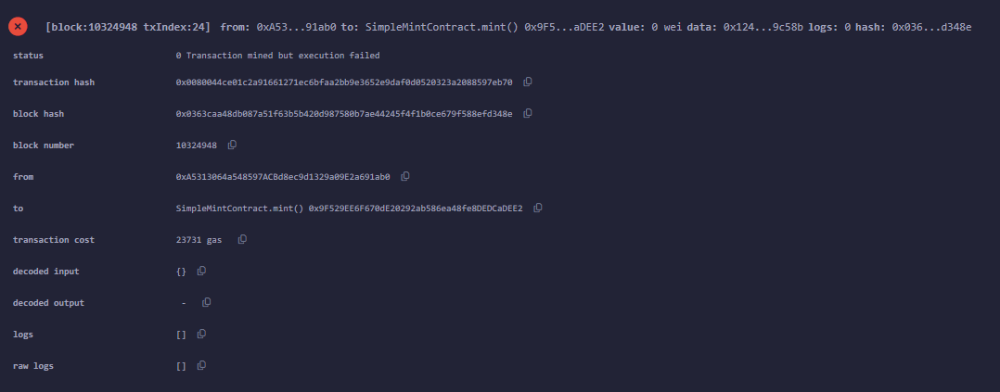 [block:10324948 txIndex:24] from: 0xA53...91ab0 to: SimpleMintContract.mint() 0x9F5...aDEE2 value: 0 wei data: 0x124...9c58b logs: 0 hash: 0x036...d348e
status 0 Transaction mined but execution failed
transaction hash 0x0080044ce01c2a91661271ec6bfaa2bb9e3652e9daf0d0520323a2088597eb70
block hash 0x0363caa48db087a51f63b5b420d987580b7ae44245f4f1b0ce679f588efd348e
block number 10324948
from 0xA5313064a548597ACBd8ec9d1329a09E2a691ab0
to SimpleMintContract.mint() 0x9F529EE6F670dE20292ab586ea48fe8DEDCaDEE2
transaction cost 23731 gas
decoded input {}
decoded output -
logs []
raw logs []